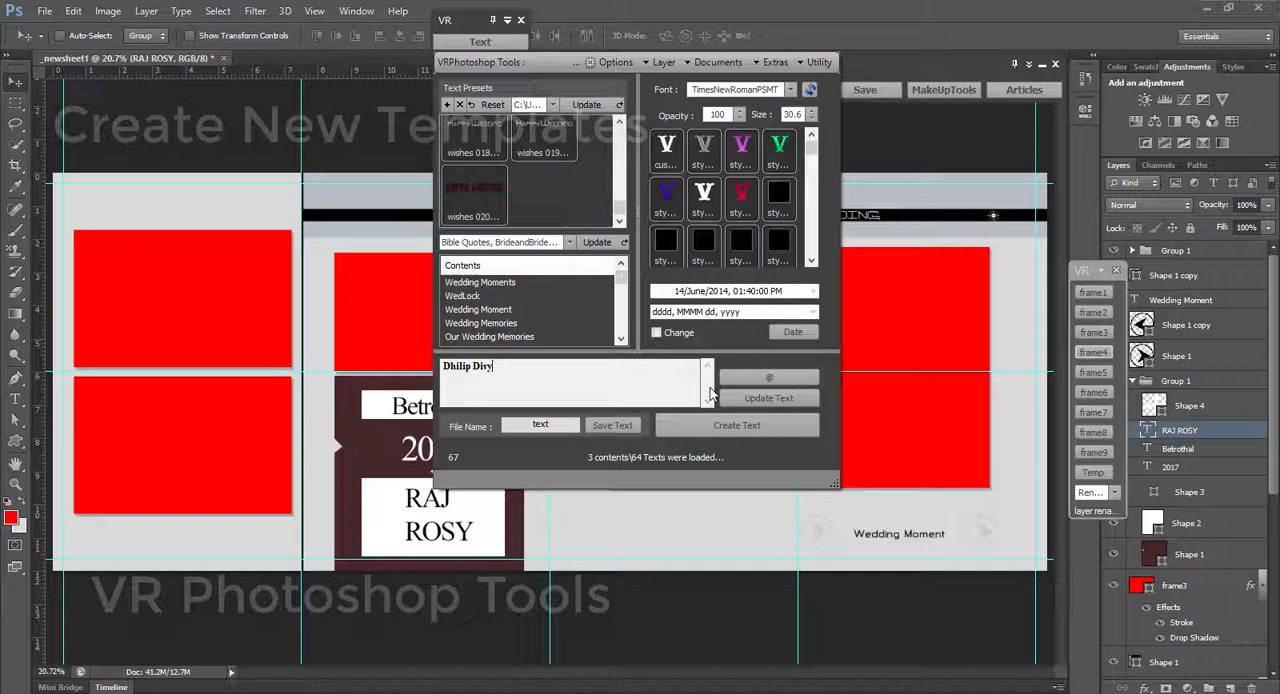 Ps File Edit Image Layer Type Select Filter 3D View Window Help
Auto-Select: Group Show Transform Controls 3D Mode: Essentials
_newsheet1 @ 20.7% (RAJ ROSY, RGB/8) *
VR
Text
VRPhotoshop Tools : ... Options Layer Documents Extras Utility
Save MakeUpTools Articles
Text Presets
Reset C:\U... Update
wishes 018... wishes 019...
wishes 020...
Bible Quotes, BrideandBride... Update
Contents
Wedding Moments
WedLock
Wedding Moment
Wedding Memories
Our Wedding Memories
Font : TimesNewRomanPSMT
Opacity : 100 Size : 30.6
cus... sty... sty... sty...
sty... sty... sty... sty...
sty... sty... sty... sty...
14/June/2014, 01:40:00 PM
dddd, MMMM dd, yyyy
Change Date
Dhilip Divy
@
Update Text
File Name : text Save Text Create Text
67 3 contents\64 Texts were loaded...
Create New Templates
Betro
20
RAJ
ROSY
DING
Wedding Moment
VR Photoshop Tools
VR
frame1
frame2
frame3
frame4
frame5
frame6
frame7
frame8
frame9
Temp
Ren...
layer rena...
Color Swatch Adjustments Styles
Add an adjustment
Layers Channels Paths
Kind
Normal Opacity: 100%
Lock: Fill: 100%
Group 1
Shape 1 copy
Wedding Moment
Shape 1 copy
Shape 1
Group 1
Shape 4
RAJ ROSY
Betrothal
2017
Shape 3
Shape 2
Shape 1
frame3 fx
Effects
Stroke
Drop Shadow
Shape 1
20.72% Doc: 41.2M/12.7M
Mini Bridge Timeline